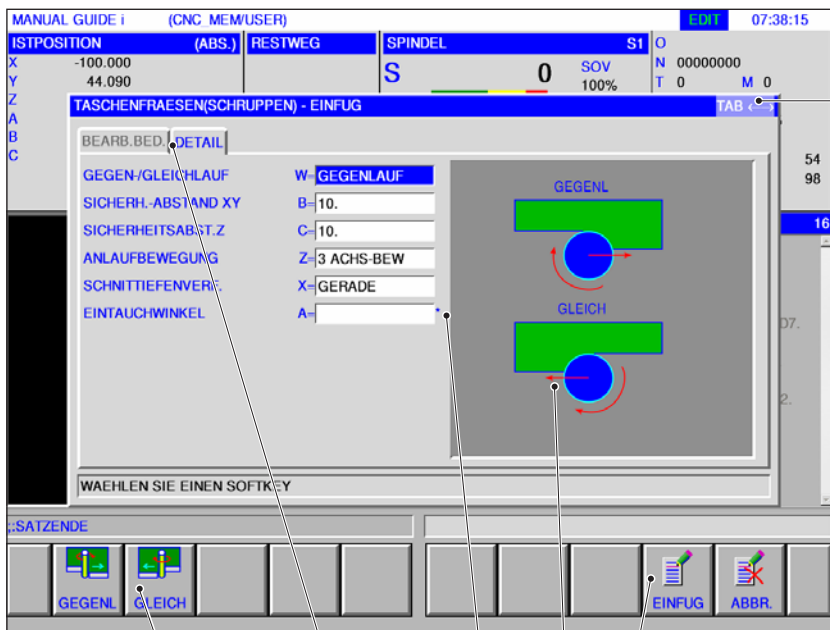 MANUAL GUIDE i (CNC_MEM/USER) EDIT 07:38:15
ISTPOSITION (ABS.) RESTWEG SPINDEL S1 O
X -100.000 S 0 SOV 100% N 00000000
Y 44.090 T 0 M 0
Z TASCHENFRAESEN(SCHRUPPEN) - EINFUG TAB ← →
A
B BEARB.BED. DETAIL
C
54
98
16
GEGEN-/GLEICHLAUF W= GEGENLAUF
SICHERH.-ABSTAND XY B= 10.
SICHERHEITSABST.Z C= 10.
ANLAUFBEWEGUNG Z= 3 ACHS-BEW
SCHNITTIEFENVERF. X= GERADE
EINTAUCHWINKEL A= *
GEGENL
GLEICH
07.
2.
WAEHLEN SIE EINEN SOFTKEY
;:SATZENDE
GEGENL GLEICH EINFUG ABBR.